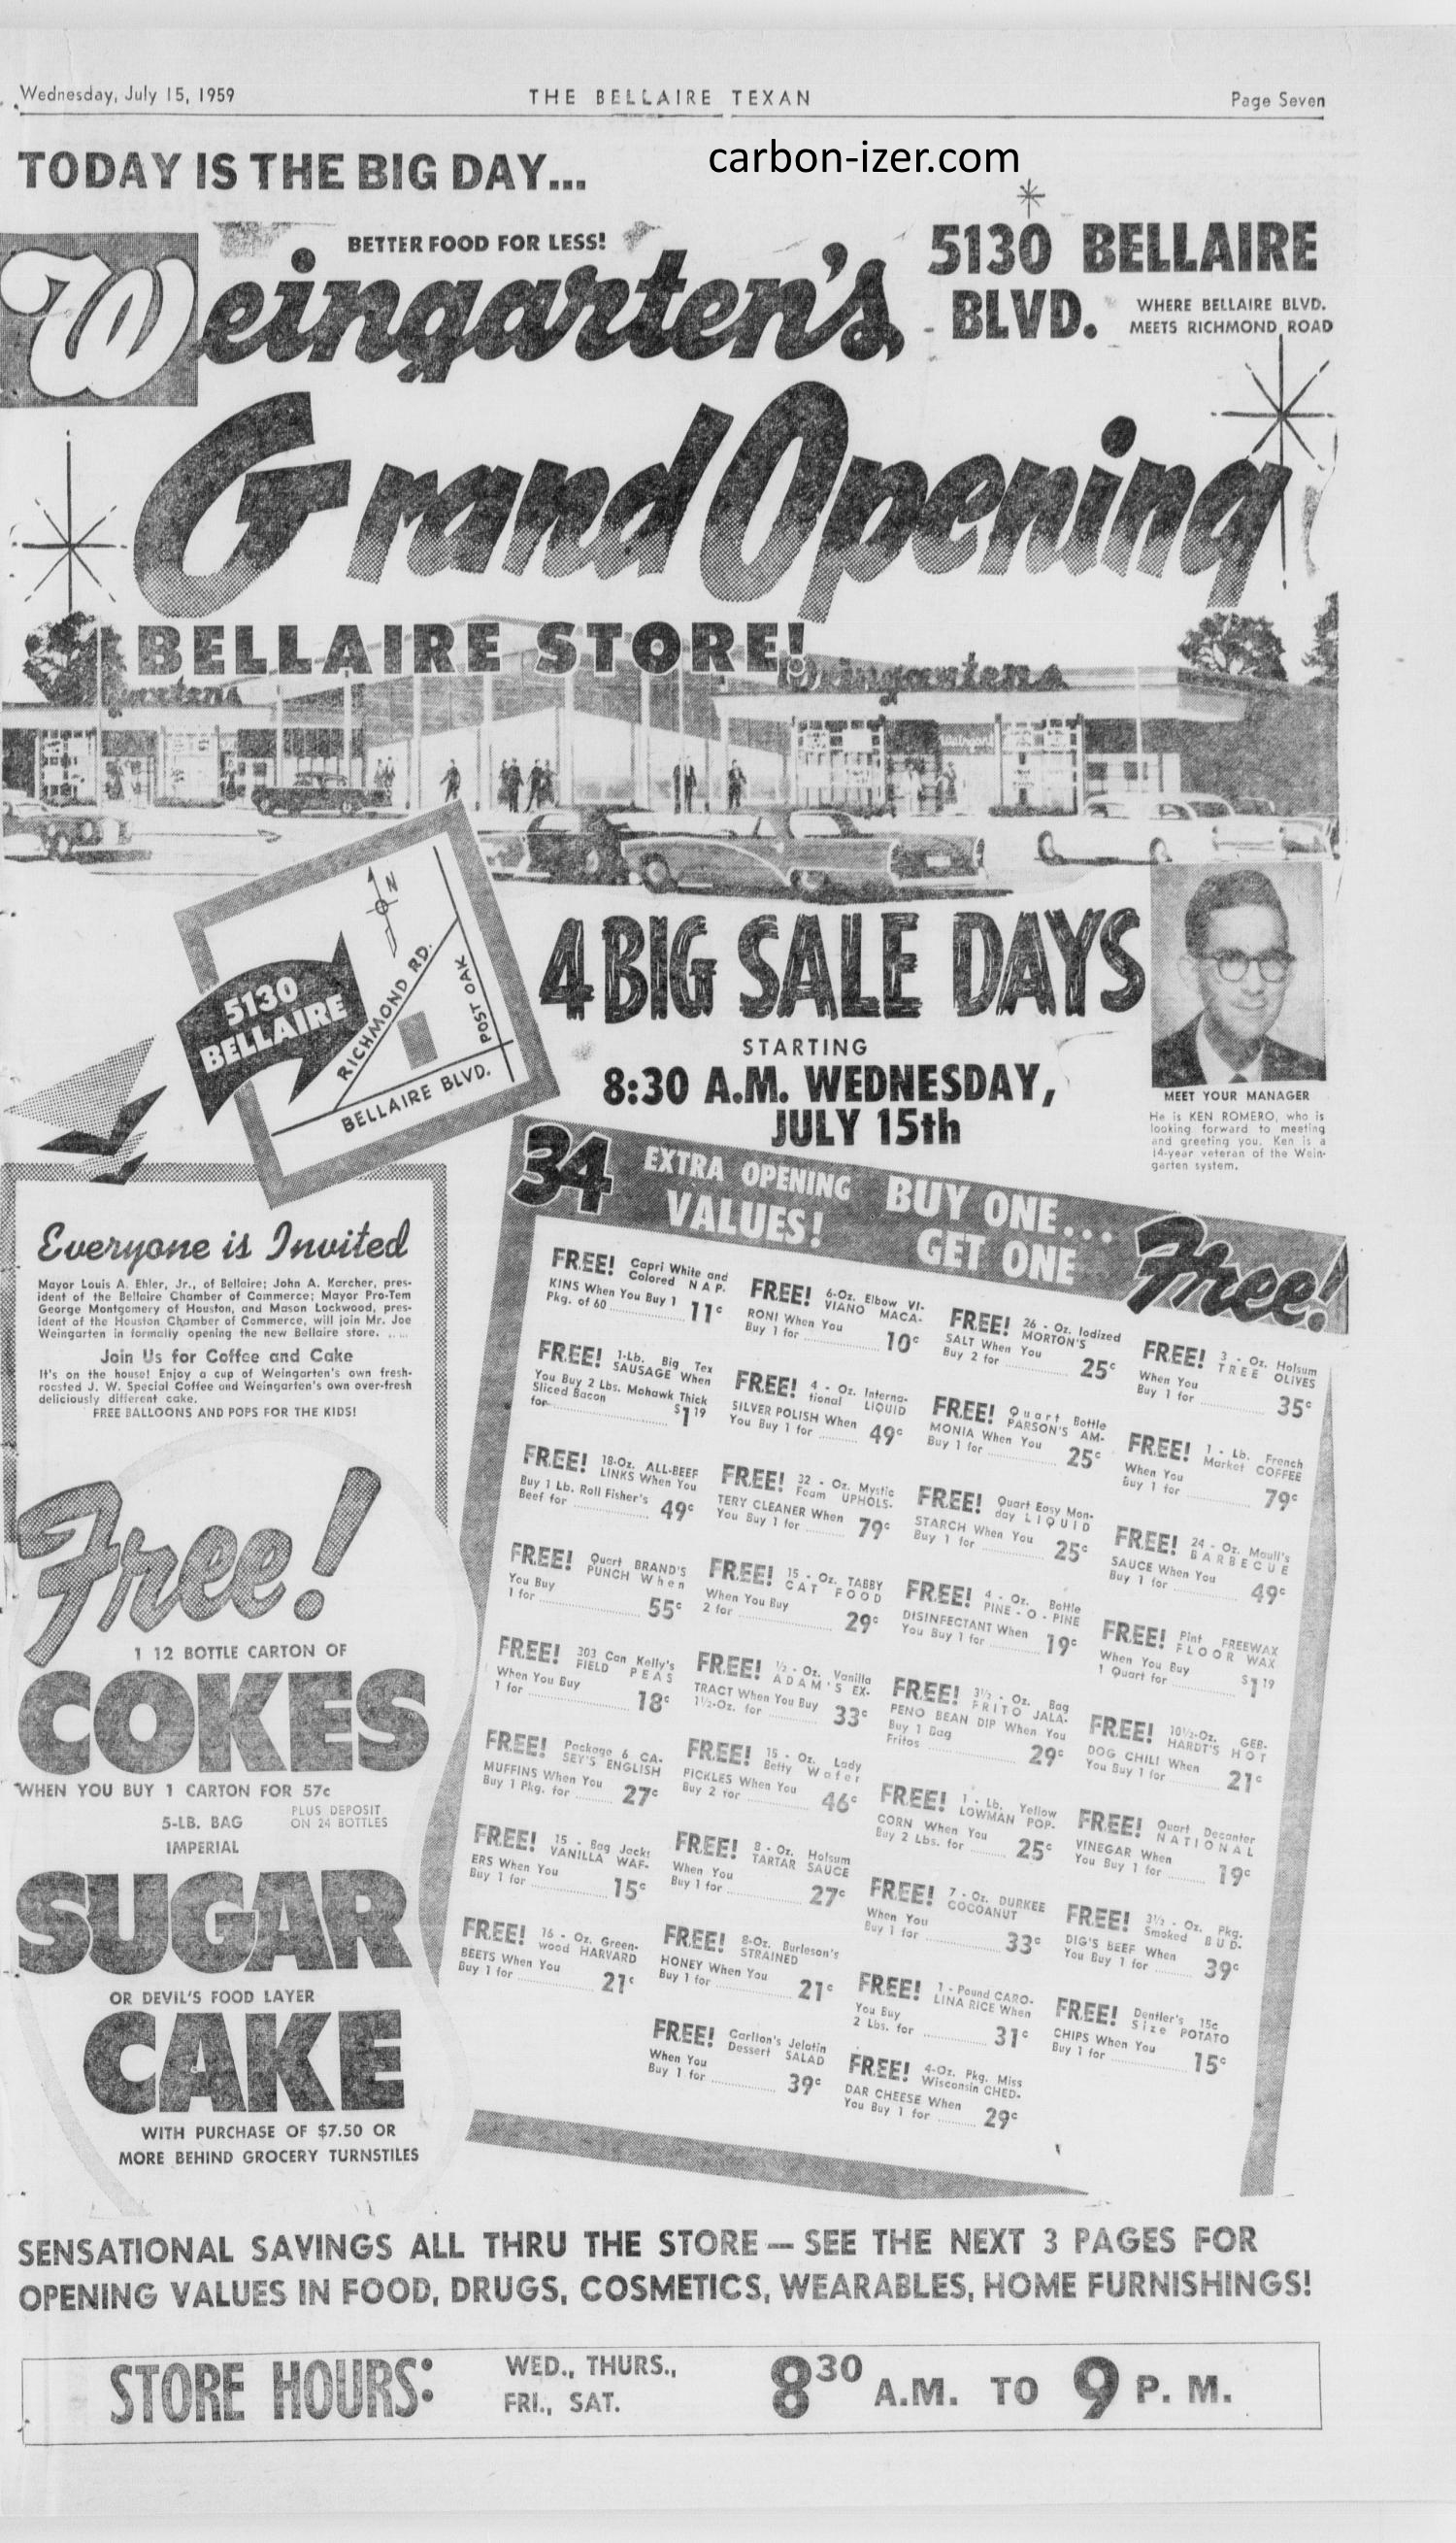 Wednesday, July 15, 1959
THE BELLAIRE TEXAN
Page Seven
TODAY IS THE BIG DAY...
carbon-izer.com
BETTER FOOD FOR LESS!
Weingarten's
5130 BELLAIRE
BLVD.
WHERE BELLAIRE BLVD.
MEETS RICHMOND ROAD
Grand Opening
BELLAIRE STORE!
Weingartens
5130
BELLAIRE
N
RICHMOND RD.
POST OAK
BELLAIRE BLVD.
4 BIG SALE DAYS
STARTING
8:30 A.M. WEDNESDAY,
JULY 15th
MEET YOUR MANAGER
He is KEN ROMERO, who is
looking forward to meeting
and greeting you. Ken is a
14-year veteran of the Wein-
garten system.
Everyone is Invited
Mayor Louis A. Ehler, Jr., of Bellaire; John A. Karcher, pres-
ident of the Bellaire Chamber of Commerce; Mayor Pro-Tem
George Montgomery of Houston, and Mason Lockwood, pres-
ident of the Houston Chamber of Commerce, will join Mr. Joe
Weingarten in formally opening the new Bellaire store. .....
Join Us for Coffee and Cake
It's on the house! Enjoy a cup of Weingarten's own fresh-
roasted J. W. Special Coffee and Weingarten's own over-fresh
deliciously different cake.
FREE BALLOONS AND POPS FOR THE KIDS!
Free!
1 12 BOTTLE CARTON OF
COKES
WHEN YOU BUY 1 CARTON FOR 57c
PLUS DEPOSIT
ON 24 BOTTLES
5-LB. BAG
IMPERIAL
SUGAR
OR DEVIL'S FOOD LAYER
CAKE
WITH PURCHASE OF $7.50 OR
MORE BEHIND GROCERY TURNSTILES
34
EXTRA OPENING
VALUES!
BUY ONE...
GET ONE
Free!
FREE! Capri White and
Colored NAP-
KINS When You Buy 1
Pkg. of 60 11c
FREE! 1-Lb. Big Tex
SAUSAGE When
You Buy 2 Lbs. Mohawk Thick
Sliced Bacon
for $1 19
FREE! 18-Oz. ALL-BEEF
LINKS When You
Buy 1 Lb. Roll Fisher's
Beef for 49c
FREE! Quart BRAND'S
PUNCH When
You Buy
1 for 55c
FREE! 303 Can Kelly's
FIELD PEAS
When You Buy
1 for 18c
FREE! Package 6 CA-
SEY'S ENGLISH
MUFFINS When You
Buy 1 Pkg. for 27c
FREE! 15 - Bag Jacks
VANILLA WAF-
ERS When You
Buy 1 for 15c
FREE! 16 - Oz. Green-
wood HARVARD
BEETS When You
Buy 1 for 21c
FREE! 6-Oz. Elbow VI-
VIANO MACA-
RONI When You
Buy 1 for 10c
FREE! 4 - Oz. Interna-
tional LIQUID
SILVER POLISH When
You Buy 1 for 49c
FREE! 32 - Oz. Mystic
Foam UPHOLS-
TERY CLEANER When
You Buy 1 for 79c
FREE! 15 - Oz. TABBY
CAT FOOD
When You Buy
2 for 29c
FREE! ½ - Oz. Vanilla
ADAM'S EX-
TRACT When You Buy
1½-Oz. for 33c
FREE! 15 - Oz. Lady
Betty Wafer
PICKLES When You
Buy 2 for 46c
FREE! 8 - Oz. Holsum
TARTAR SAUCE
When You
Buy 1 for 27c
FREE! 8-Oz. Burleson's
STRAINED
HONEY When You
Buy 1 for 21c
FREE! Carlton's Jelatin
Dessert SALAD
When You
Buy 1 for 39c
FREE! 26 - Oz. Iodized
MORTON'S
SALT When You
Buy 2 for 25c
FREE! Quart Bottle
PARSON'S AM-
MONIA When You
Buy 1 for 25c
FREE! Quart Easy Mon-
day LIQUID
STARCH When You
Buy 1 for 25c
FREE! 4 - Oz. Bottle
PINE - O - PINE
DISINFECTANT When
You Buy 1 for 19c
FREE! 3½ - Oz. Bag
FRITO JALA-
PENO BEAN DIP When You
Buy 1 Bag
Fritos 29c
FREE! 1 - Lb. Yellow
LOWMAN POP-
CORN When You
Buy 2 Lbs. for 25c
FREE! 7 - Oz. DURKEE
COCOANUT
When You
Buy 1 for 33c
FREE! 1 - Pound CARO-
LINA RICE When
You Buy
2 Lbs. for 31c
FREE! 4-Oz. Pkg. Miss
Wisconsin CHED-
DAR CHEESE When
You Buy 1 for 29c
FREE! 3 - Oz. Holsum
TREE OLIVES
When You
Buy 1 for 35c
FREE! 1 - Lb. French
Market COFFEE
When You
Buy 1 for 79c
FREE! 24 - Oz. Maull's
BARBECUE
SAUCE When You
Buy 1 for 49c
FREE! Pint FREEWAX
FLOOR WAX
When You Buy
1 Quart for $1 19
FREE! 10½-Oz. GEB-
HARDT'S HOT
DOG CHILI When
You Buy 1 for 21c
FREE! Quart Decanter
NATIONAL
VINEGAR When
You Buy 1 for 19c
FREE! 3½ - Oz. Pkg.
Smoked BUD-
DIG'S BEEF When
You Buy 1 for 39c
FREE! Dentler's 15c
Size POTATO
CHIPS When You
Buy 1 for 15c
SENSATIONAL SAVINGS ALL THRU THE STORE — SEE THE NEXT 3 PAGES FOR
OPENING VALUES IN FOOD, DRUGS, COSMETICS, WEARABLES, HOME FURNISHINGS!
STORE HOURS:
WED., THURS.,
FRI., SAT.
8 30 A.M. TO 9 P. M.